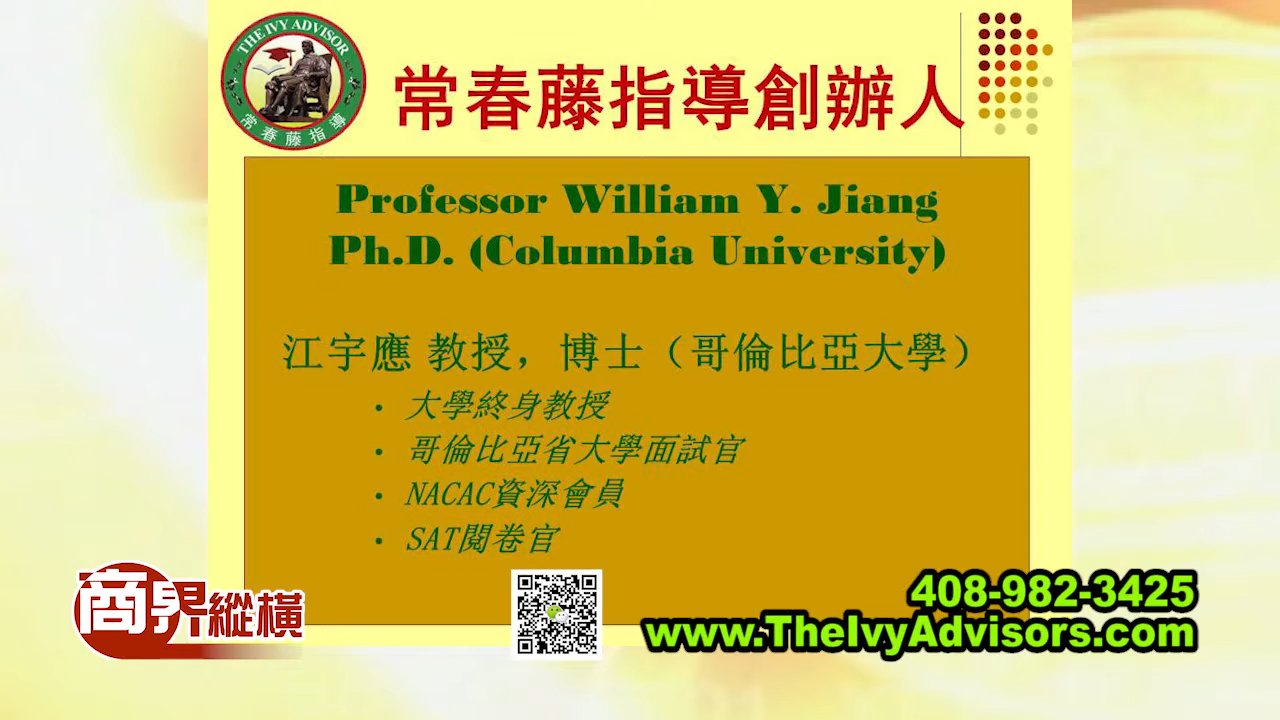 THE IVY ADVISOR
常春藤指導
常春藤指導創辦人
Professor William Y. Jiang
Ph.D. (Columbia University)
江宇應 教授，博士（哥倫比亞大學）
• 大學終身教授
• 哥倫比亞省大學面試官
• NACAC資深會員
• SAT閱卷官
商界縱橫
408-982-3425
www.TheIvyAdvisors.com